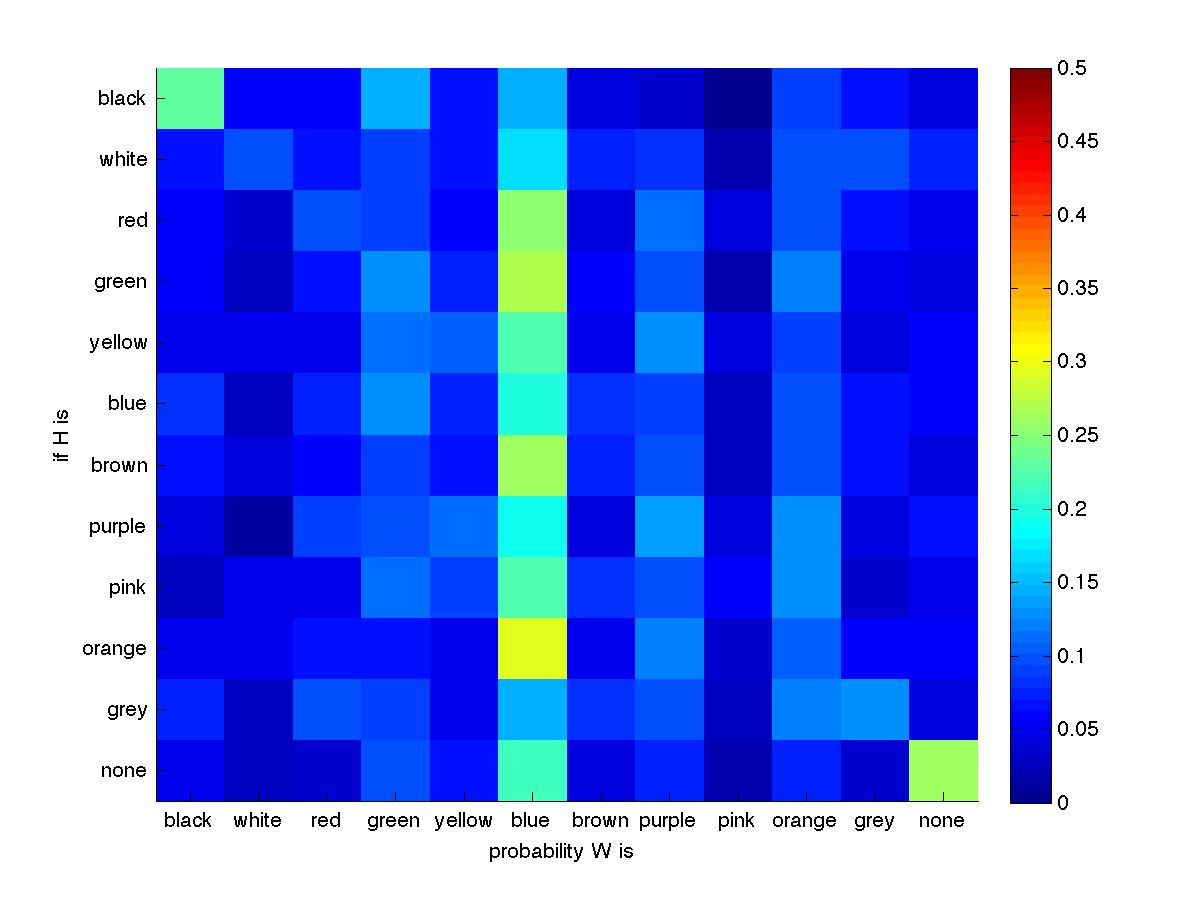 black
white
red
green
yellow
blue
brown
purple
pink
orange
grey
none
if H is
black white red green yellow blue brown purple pink orange grey none
probability W is
0.5
0.45
0.4
0.35
0.3
0.25
0.2
0.15
0.1
0.05
0